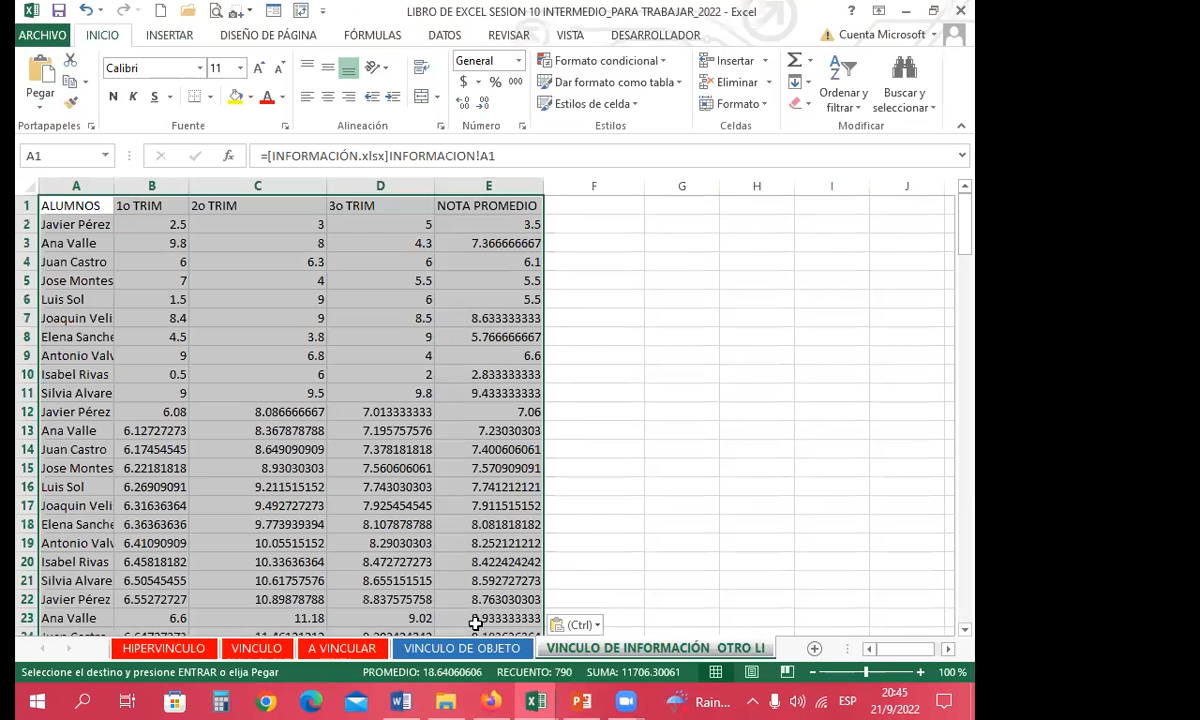 LIBRO DE EXCEL SESION 10 INTERMEDIO_PARA TRABAJAR_2022 - Excel
ARCHIVO INICIO INSERTAR DISEÑO DE PÁGINA FÓRMULAS DATOS REVISAR VISTA DESARROLLADOR Cuenta Microsoft
Pegar Calibri 11 General Formato condicional Insertar
N K S $ % 000 Dar formato como tabla Eliminar Ordenar y filtrar Buscar y seleccionar
Estilos de celda Formato
Portapapeles Fuente Alineación Número Estilos Celdas Modificar
A1 fx =[INFORMACIÓN.xlsx]INFORMACION!A1
A B C D E F G H I J
1 ALUMNOS 1o TRIM 2o TRIM 3o TRIM NOTA PROMEDIO
2 Javier Pérez 2.5 3 5 3.5
3 Ana Valle 9.8 8 4.3 7.366666667
4 Juan Castro 6 6.3 6 6.1
5 Jose Montes 7 4 5.5 5.5
6 Luis Sol 1.5 9 6 5.5
7 Joaquin Veli 8.4 9 8.5 8.633333333
8 Elena Sanche 4.5 3.8 9 5.766666667
9 Antonio Valv 9 6.8 4 6.6
10 Isabel Rivas 0.5 6 2 2.833333333
11 Silvia Alvare 9 9.5 9.8 9.433333333
12 Javier Pérez 6.08 8.086666667 7.013333333 7.06
13 Ana Valle 6.12727273 8.367878788 7.195757576 7.23030303
14 Juan Castro 6.17454545 8.649090909 7.378181818 7.400606061
15 Jose Montes 6.22181818 8.93030303 7.560606061 7.570909091
16 Luis Sol 6.26909091 9.211515152 7.743030303 7.741212121
17 Joaquin Veli 6.31636364 9.492727273 7.925454545 7.911515152
18 Elena Sanche 6.36363636 9.773939394 8.107878788 8.081818182
19 Antonio Valv 6.41090909 10.05515152 8.29030303 8.252121212
20 Isabel Rivas 6.45818182 10.33636364 8.472727273 8.422424242
21 Silvia Alvare 6.50545455 10.61757576 8.655151515 8.592727273
22 Javier Pérez 6.55272727 10.89878788 8.837575758 8.763030303
23 Ana Valle 6.6 11.18 9.02 8.933333333
(Ctrl)
HIPERVINCULO VINCULO A VINCULAR VINCULO DE OBJETO VINCULO DE INFORMACIÓN OTRO LI
Seleccione el destino y presione ENTRAR o elija Pegar PROMEDIO: 18.64060606 RECUENTO: 790 SUMA: 11706.30061 100 %
Rain... ESP 20:45
21/9/2022